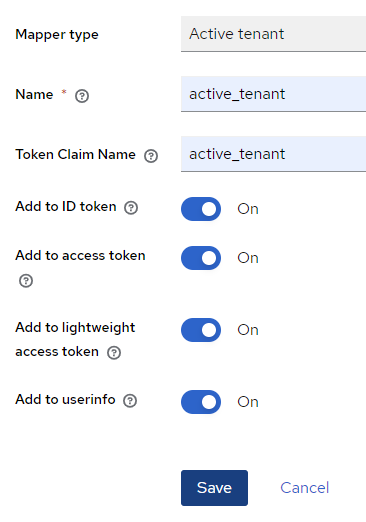 Mapper type
Active tenant
Name *
active_tenant
Token Claim Name
active_tenant
Add to ID token
On
Add to access token
On
Add to lightweight
access token
On
Add to userinfo
On
Save
Cancel